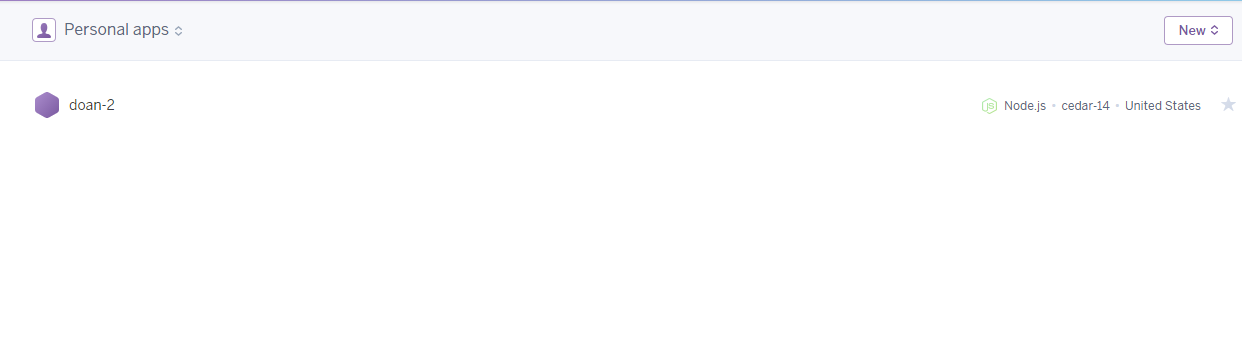 Personal apps
New
doan-2
Node.js • cedar-14 • United States